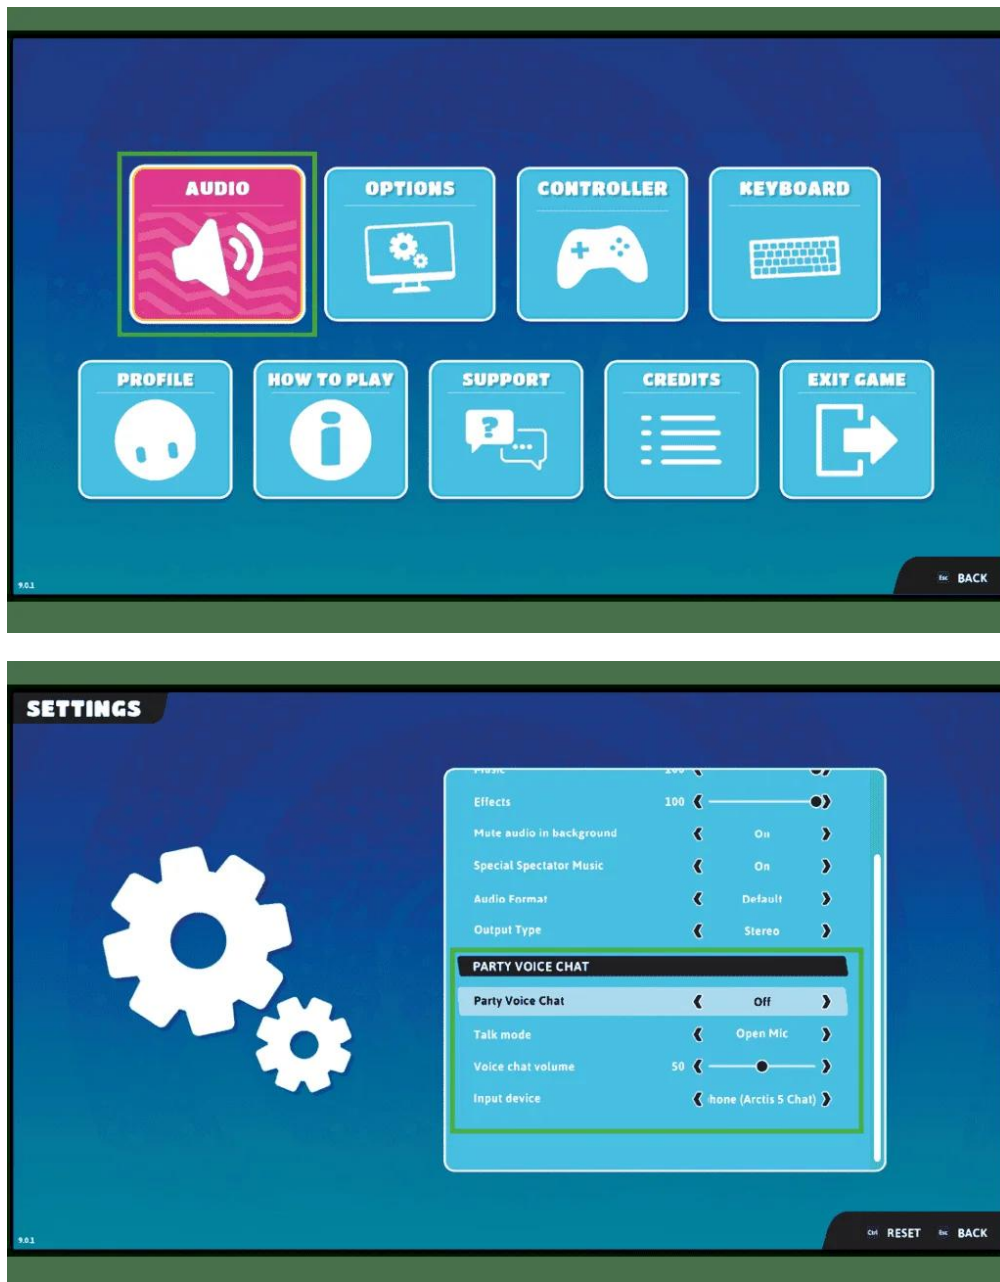 AUDIO
OPTIONS
CONTROLLER
KEYBOARD
PROFILE
HOW TO PLAY
SUPPORT
CREDITS
EXIT GAME
9.0.1
Esc BACK
SETTINGS
Effects 100
Mute audio in background On
Special Spectator Music On
Audio Format Default
Output Type Stereo
PARTY VOICE CHAT
Party Voice Chat Off
Talk mode Open Mic
Voice chat volume 50
Input device hone (Arctis 5 Chat)
9.0.1
Ctrl RESET Esc BACK